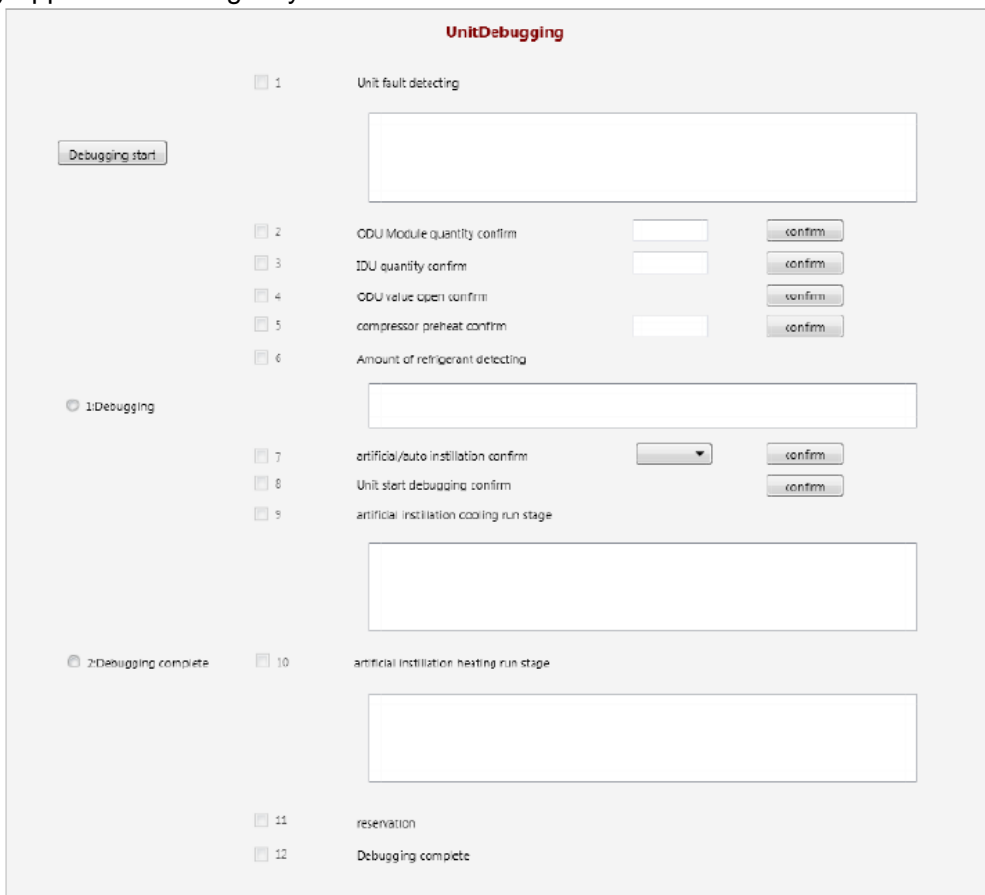 UnitDebugging
1 Unit fault detecting
Debugging start
2 ODU Module quantity confirm confirm
3 IDU quantity confirm confirm
4 ODU value open confirm confirm
5 compressor preheat confirm confirm
6 Amount of refrigerant detecting
1:Debugging
7 artificial/auto instillation confirm confirm
8 Unit start debugging confirm confirm
9 artificial instillation cooling run stage
2:Debugging complete 10 artificial instillation heating run stage
11 reservation
12 Debugging complete